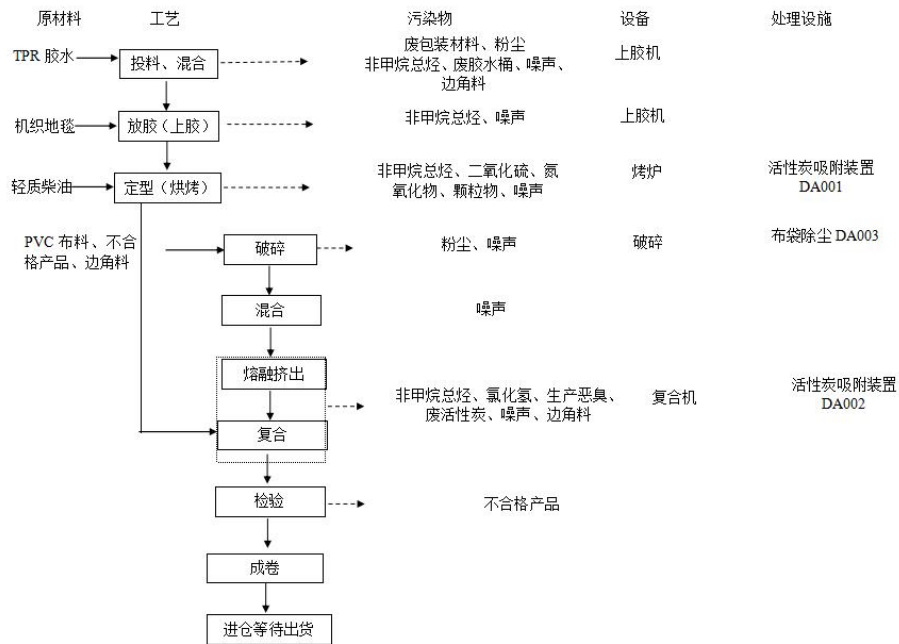 原材料 工艺 污染物 设备 处理设施
TPR 胶水 投料、混合 废包装材料、粉尘
非甲烷总烃、废胶水桶、噪声、
边角料 上胶机
机织地毯 放胶（上胶） 非甲烷总烃、噪声 上胶机
轻质柴油 定型（烘烤） 非甲烷总烃、二氧化硫、氮
氧化物、颗粒物、噪声 烤炉 活性炭吸附装置
DA001
PVC 布料、不合
格产品、边角料 破碎 粉尘、噪声 破碎 布袋除尘 DA003
混合 噪声
熔融挤出
非甲烷总烃、氯化氢、生产恶臭、
废活性炭、噪声、边角料 复合机 活性炭吸附装置
DA002
复合
检验 不合格产品
成卷
进仓等待出货